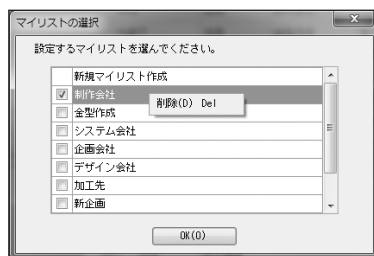 マイリストの選択
設定するマイリストを選んでください。
新規マイリスト作成
制作会社
削除(D) Del
金型作成
システム会社
企画会社
デザイン会社
加工先
新企画
OK(O)